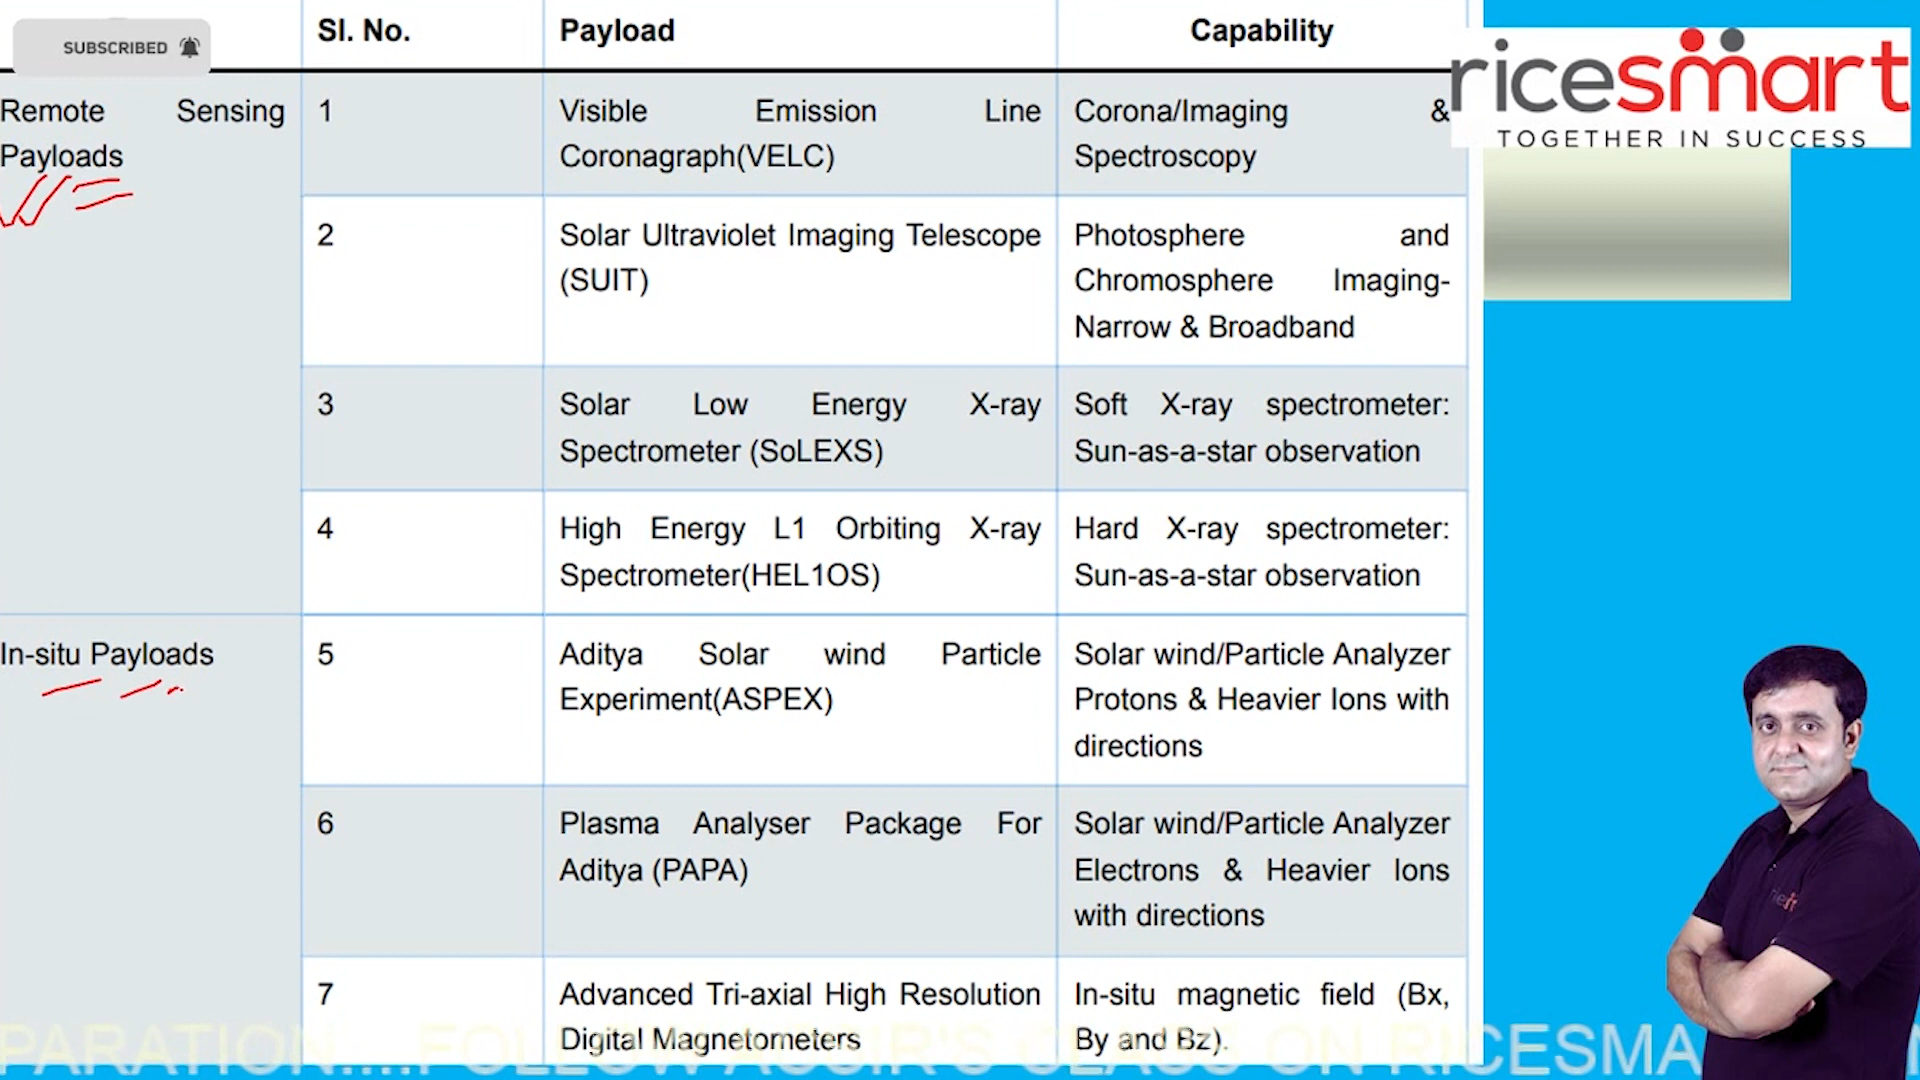 SUBSCRIBED
Sl. No. Payload Capability
ricesmart
TOGETHER IN SUCCESS
Remote Sensing
Payloads
1
Visible Emission Line
Coronagraph(VELC)
Corona/Imaging &
Spectroscopy
2
Solar Ultraviolet Imaging Telescope
(SUIT)
Photosphere and
Chromosphere Imaging-
Narrow & Broadband
3
Solar Low Energy X-ray
Spectrometer (SoLEXS)
Soft X-ray spectrometer:
Sun-as-a-star observation
4
High Energy L1 Orbiting X-ray
Spectrometer(HEL1OS)
Hard X-ray spectrometer:
Sun-as-a-star observation
In-situ Payloads
5
Aditya Solar wind Particle
Experiment(ASPEX)
Solar wind/Particle Analyzer
Protons & Heavier Ions with
directions
6
Plasma Analyser Package For
Aditya (PAPA)
Solar wind/Particle Analyzer
Electrons & Heavier Ions
with directions
7
Advanced Tri-axial High Resolution
Digital Magnetometers
In-situ magnetic field (Bx,
By and Bz).
PARATION.... CLASS ON RICESMA